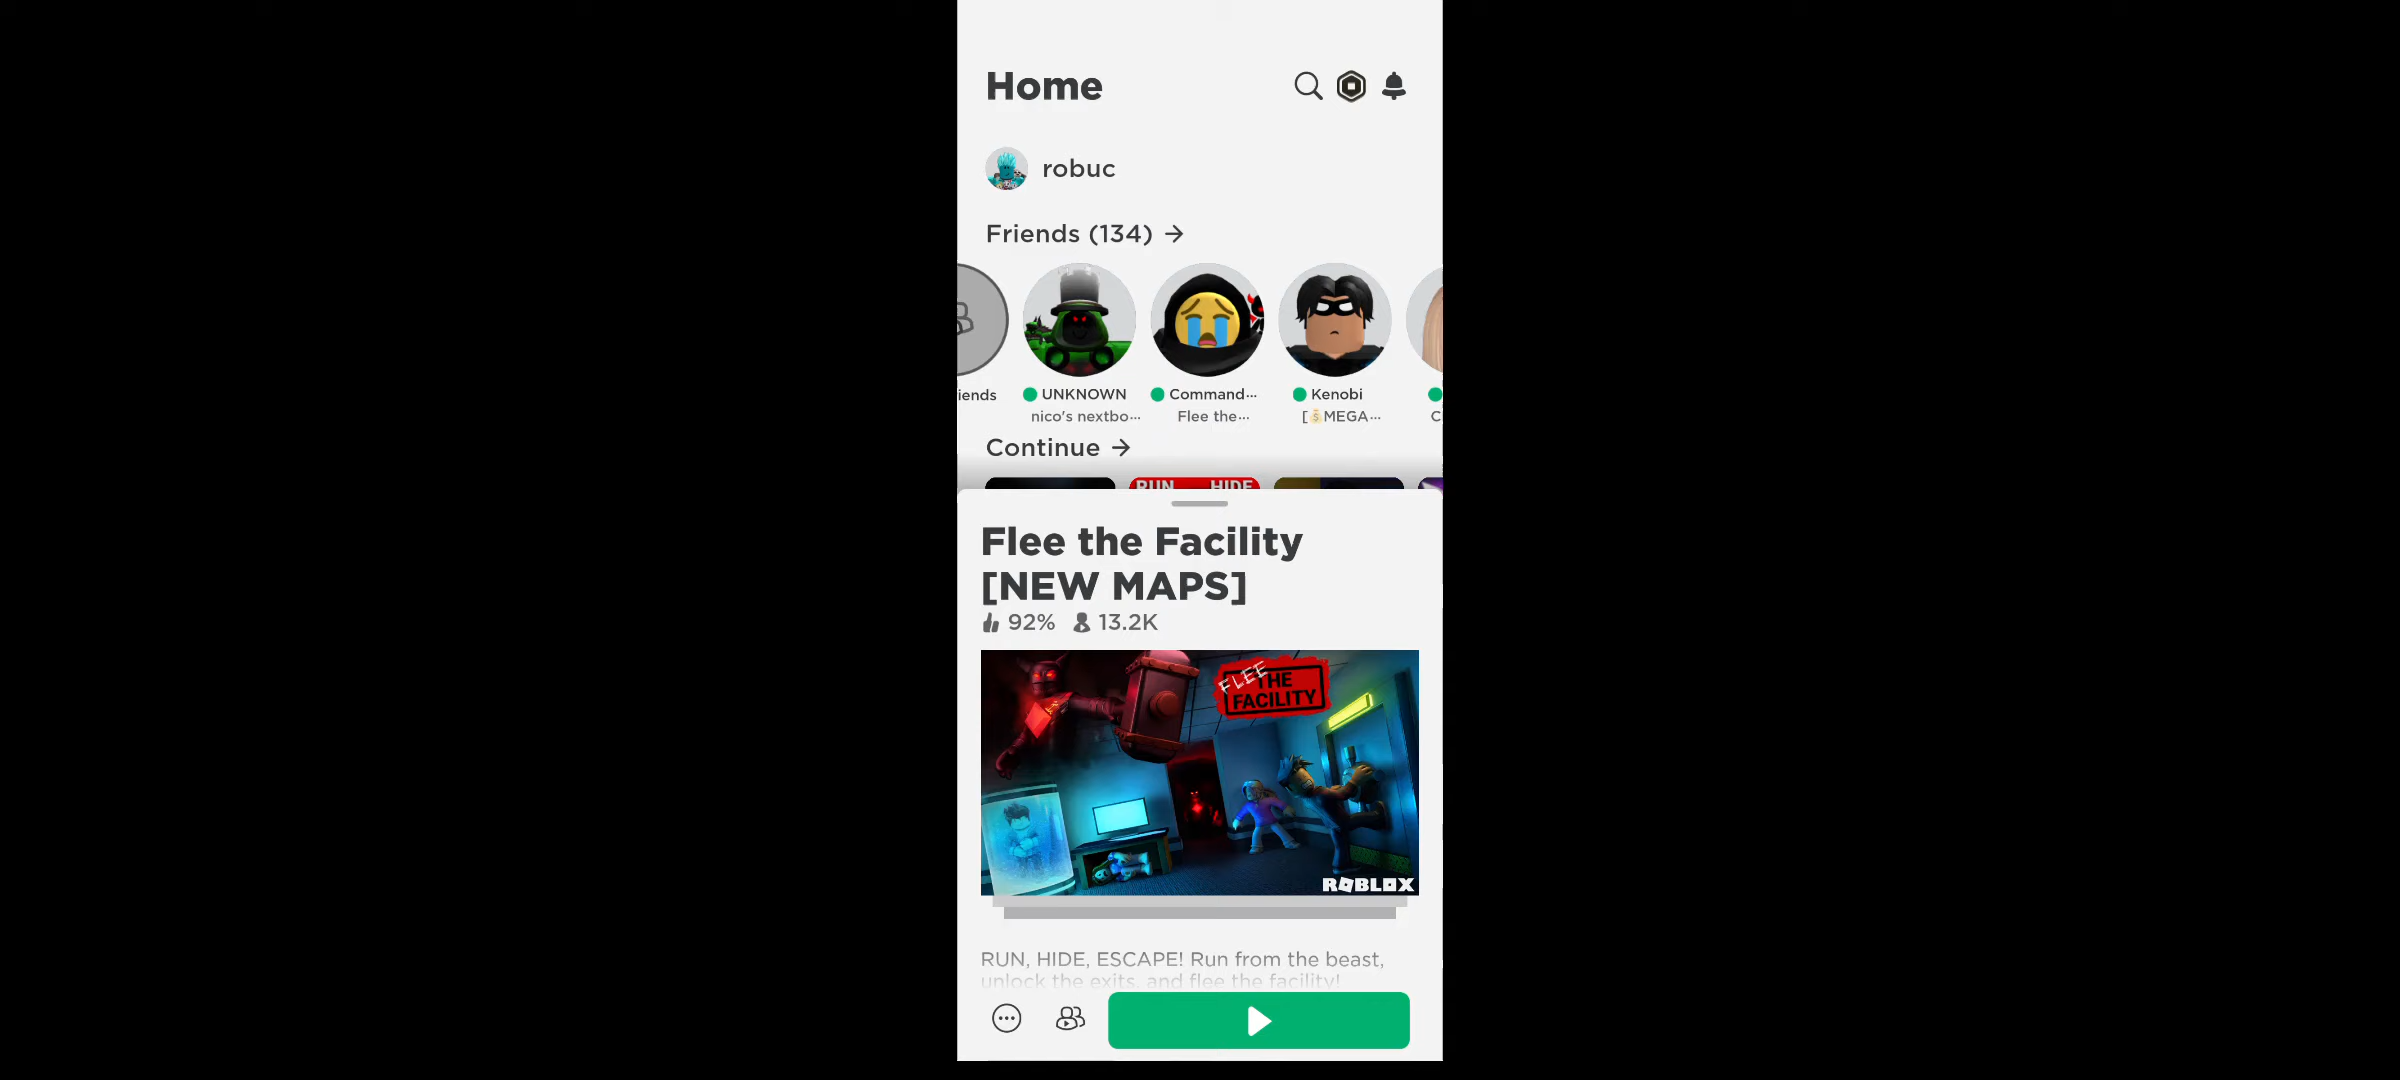 Home
robuc
Friends (134) →
iends
UNKNOWN
Command...
Kenobi
nico's nextbo...
Flee the...
[💰MEGA...
C
Continue →
RUN HIDE
Flee the Facility
[NEW MAPS]
92% 13.2K
FLEE
THE
FACILITY
ROBLOX
RUN, HIDE, ESCAPE! Run from the beast,
unlock the exits, and flee the facility!